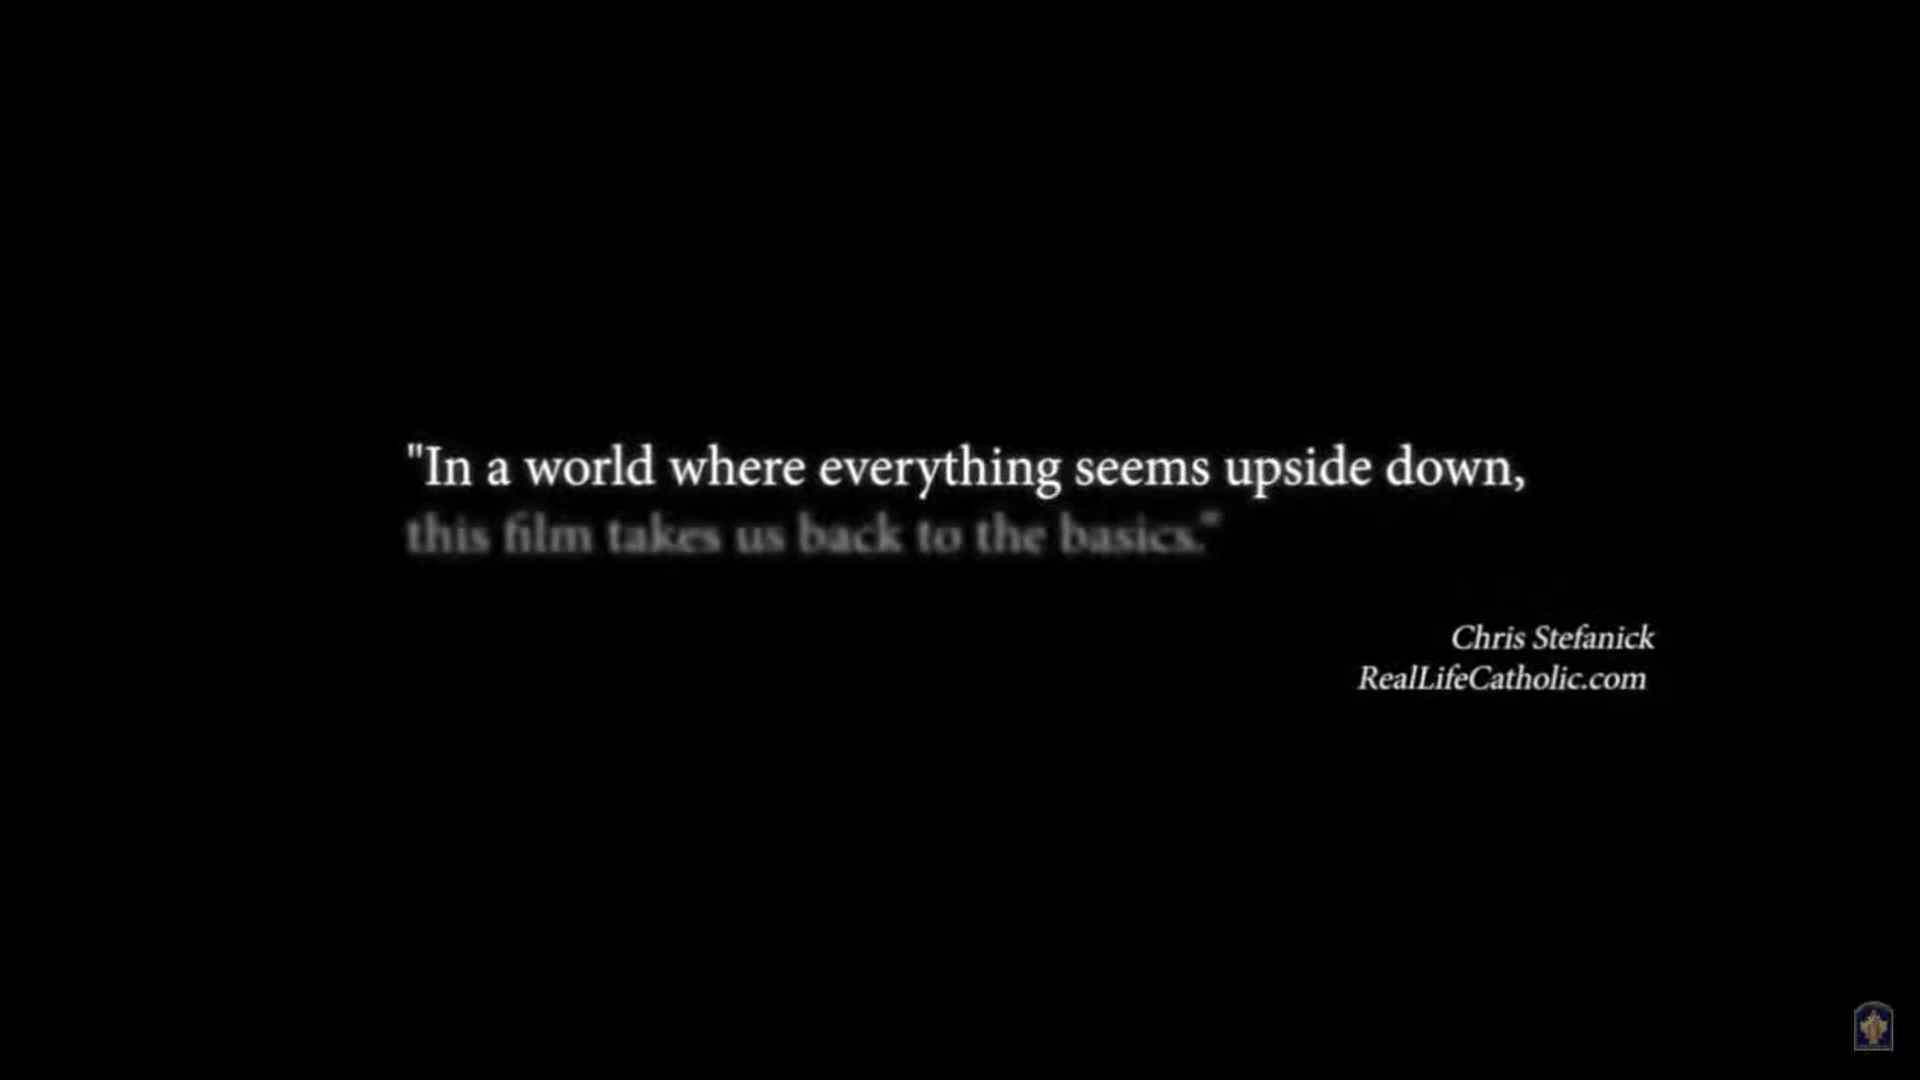 "In a world where everything seems upside down,
this film takes us back to the basics."
Chris Stefanick
RealLifeCatholic.com